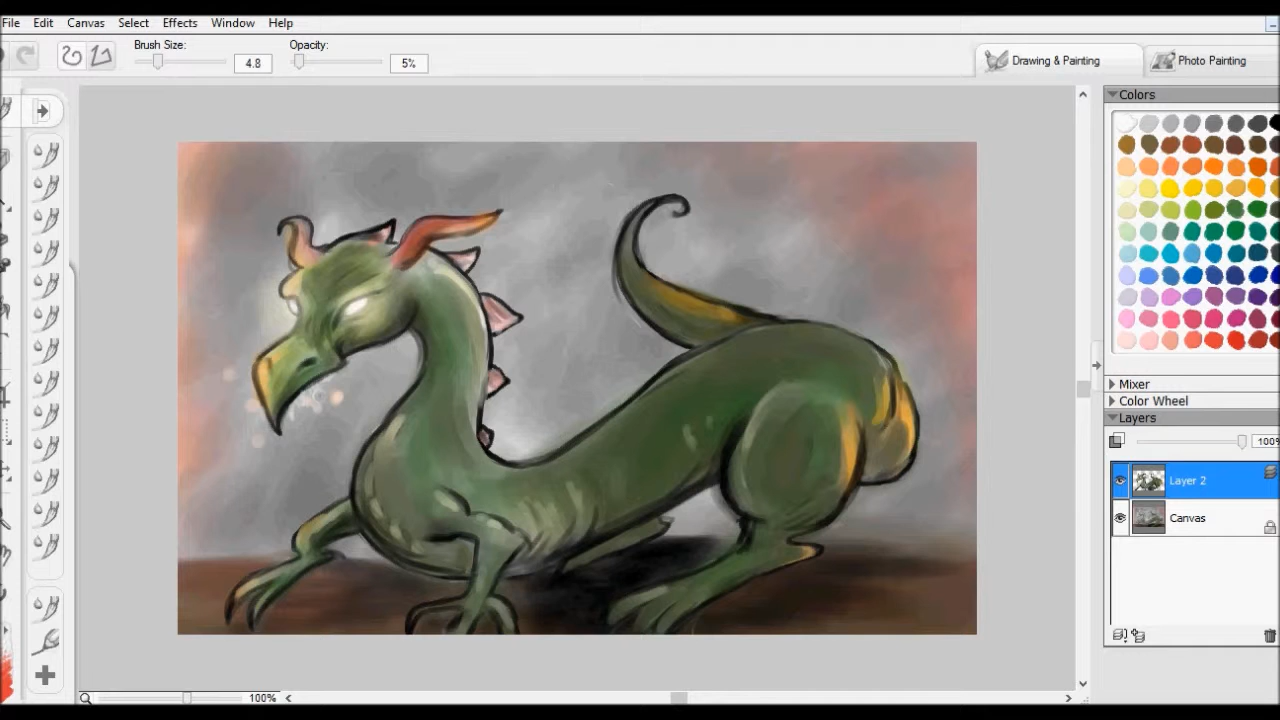 File Edit Canvas Select Effects Window Help
Brush Size: Opacity:
4.8 5%
Drawing & Painting Photo Painting
Colors
Mixer
Color Wheel
Layers
100%
Layer 2
Canvas
100%